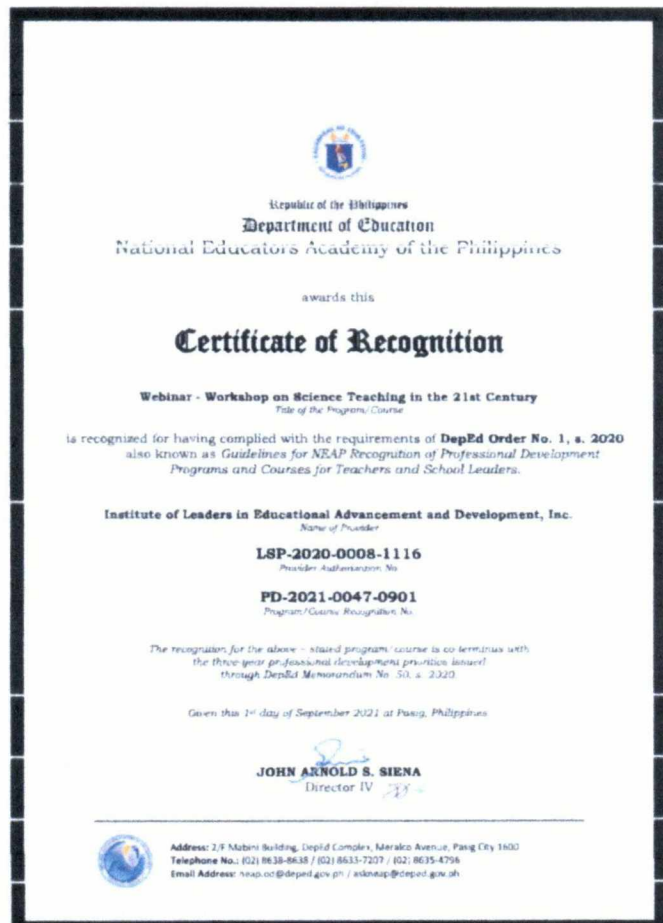 Republic of the Philippines
Department of Education
National Educators Academy of the Philippines
awards this
Certificate of Recognition
Webinar - Workshop on Science Teaching in the 21st Century
Title of the Program/Course
is recognized for having complied with the requirements of DepEd Order No. 1, s. 2020
also known as Guidelines for NEAP Recognition of Professional Development
Programs and Courses for Teachers and School Leaders.
Institute of Leaders in Educational Advancement and Development, Inc.
Name of Provider
LSP-2020-0008-1116
Provider Authorization No.
PD-2021-0047-0901
Program/Course Recognition No.
The recognition for the above - stated program/course is co terminus with
the three-year professional development priorities issued
through DepEd Memorandum No. 50, s. 2020.
Given this 1st day of September 2021 at Pasig, Philippines
JOHN ARNOLD S. SIENA
Director IV
Address: 2/F Mabini Building, DepEd Complex, Meralco Avenue, Pasig City 1600
Telephone No.: (02) 8638-8638 / (02) 8633-7207 / (02) 8635-4796
Email Address: neap.od@deped.gov.ph / askneap@deped.gov.ph